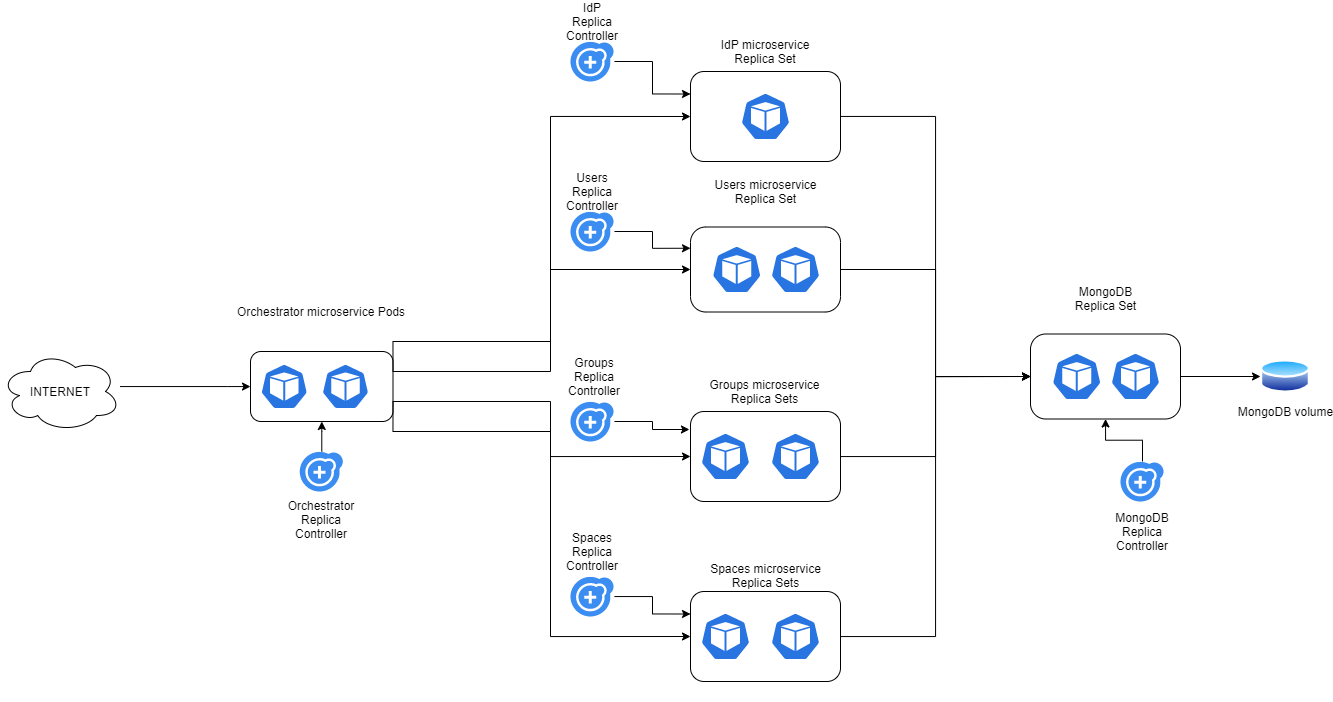 IdP
Replica
Controller
IdP microservice
Replica Set
Users
Replica
Controller
Users microservice
Replica Set
Orchestrator microservice Pods
INTERNET
Orchestrator
Replica
Controller
Groups
Replica
Controller
Groups microservice
Replica Sets
Spaces
Replica
Controller
Spaces microservice
Replica Sets
MongoDB
Replica Set
MongoDB volume
MongoDB
Replica
Controller